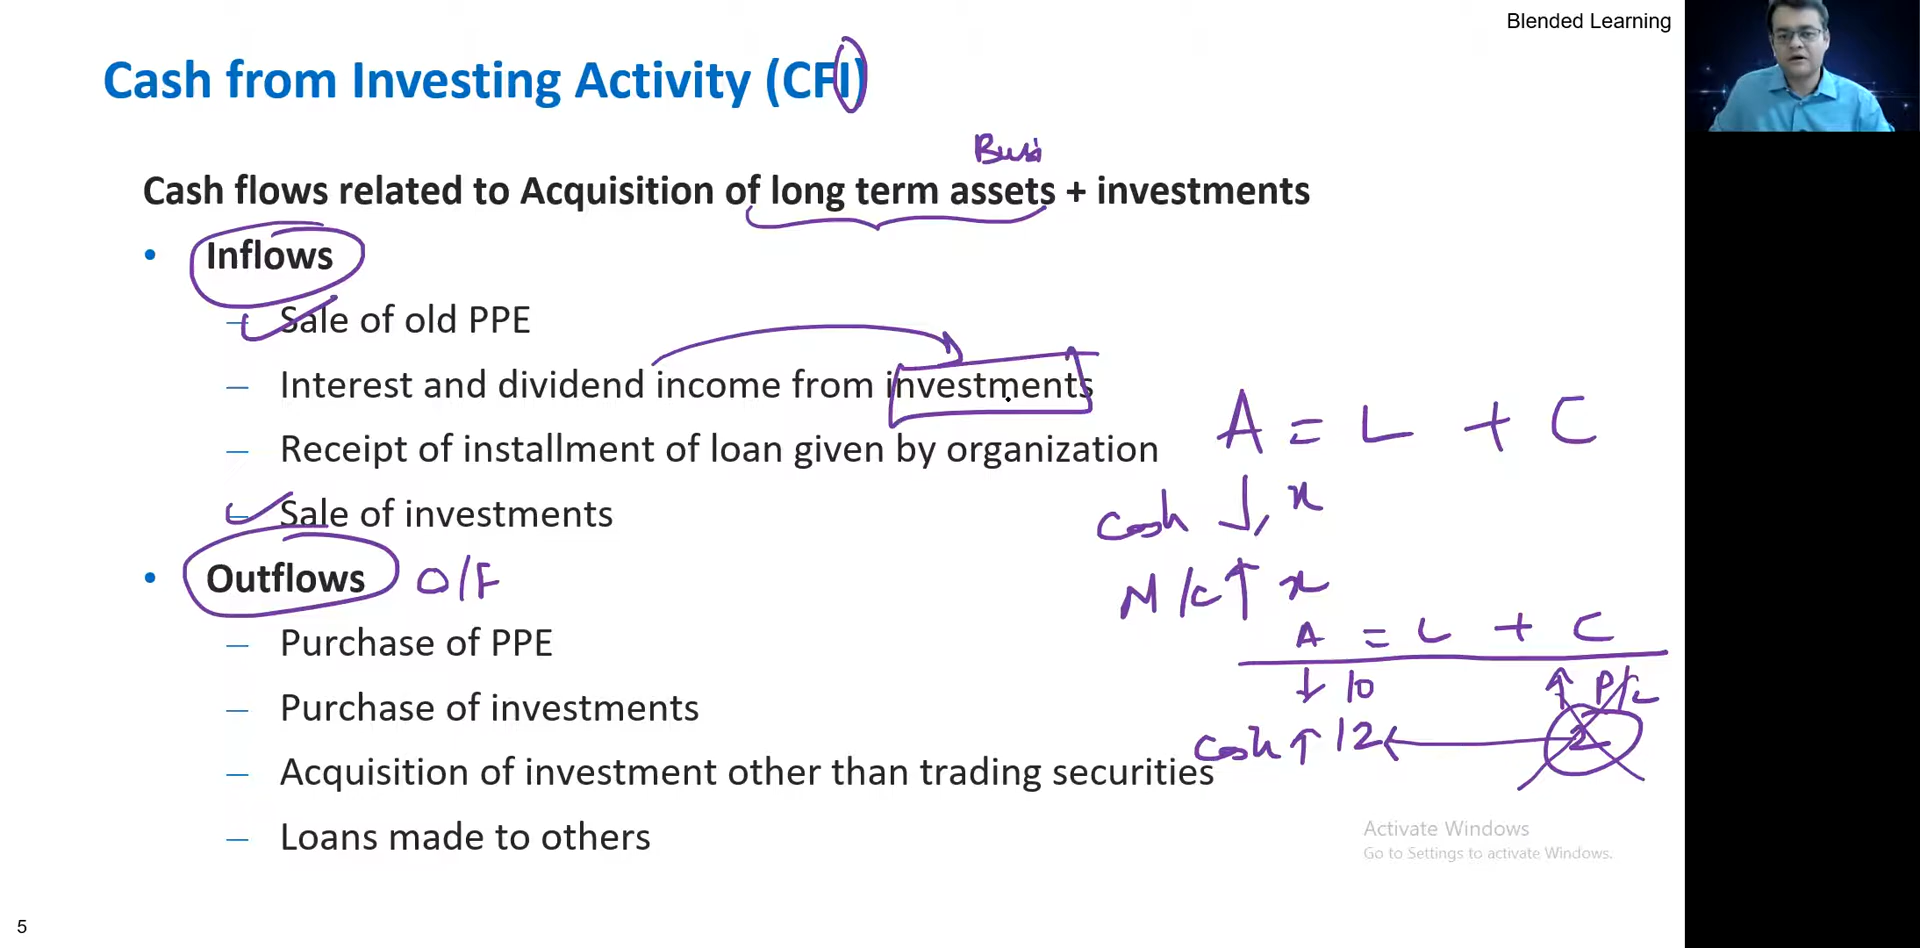 Blended Learning
Cash from Investing Activity (CFI)
Busi
Cash flows related to Acquisition of long term assets + investments
• Inflows
– Sale of old PPE
– Interest and dividend income from investments
– Receipt of installment of loan given by organization
– Sale of investments
• Outflows O/F
– Purchase of PPE
– Purchase of investments
– Acquisition of investment other than trading securities
– Loans made to others
A = L + C
Cash ↓, x
M/c ↑ x
A = L + C
↓ 10 ↑ P/L
Cash ↑ 12 ← 2
Activate Windows
Go to Settings to activate Windows.
5